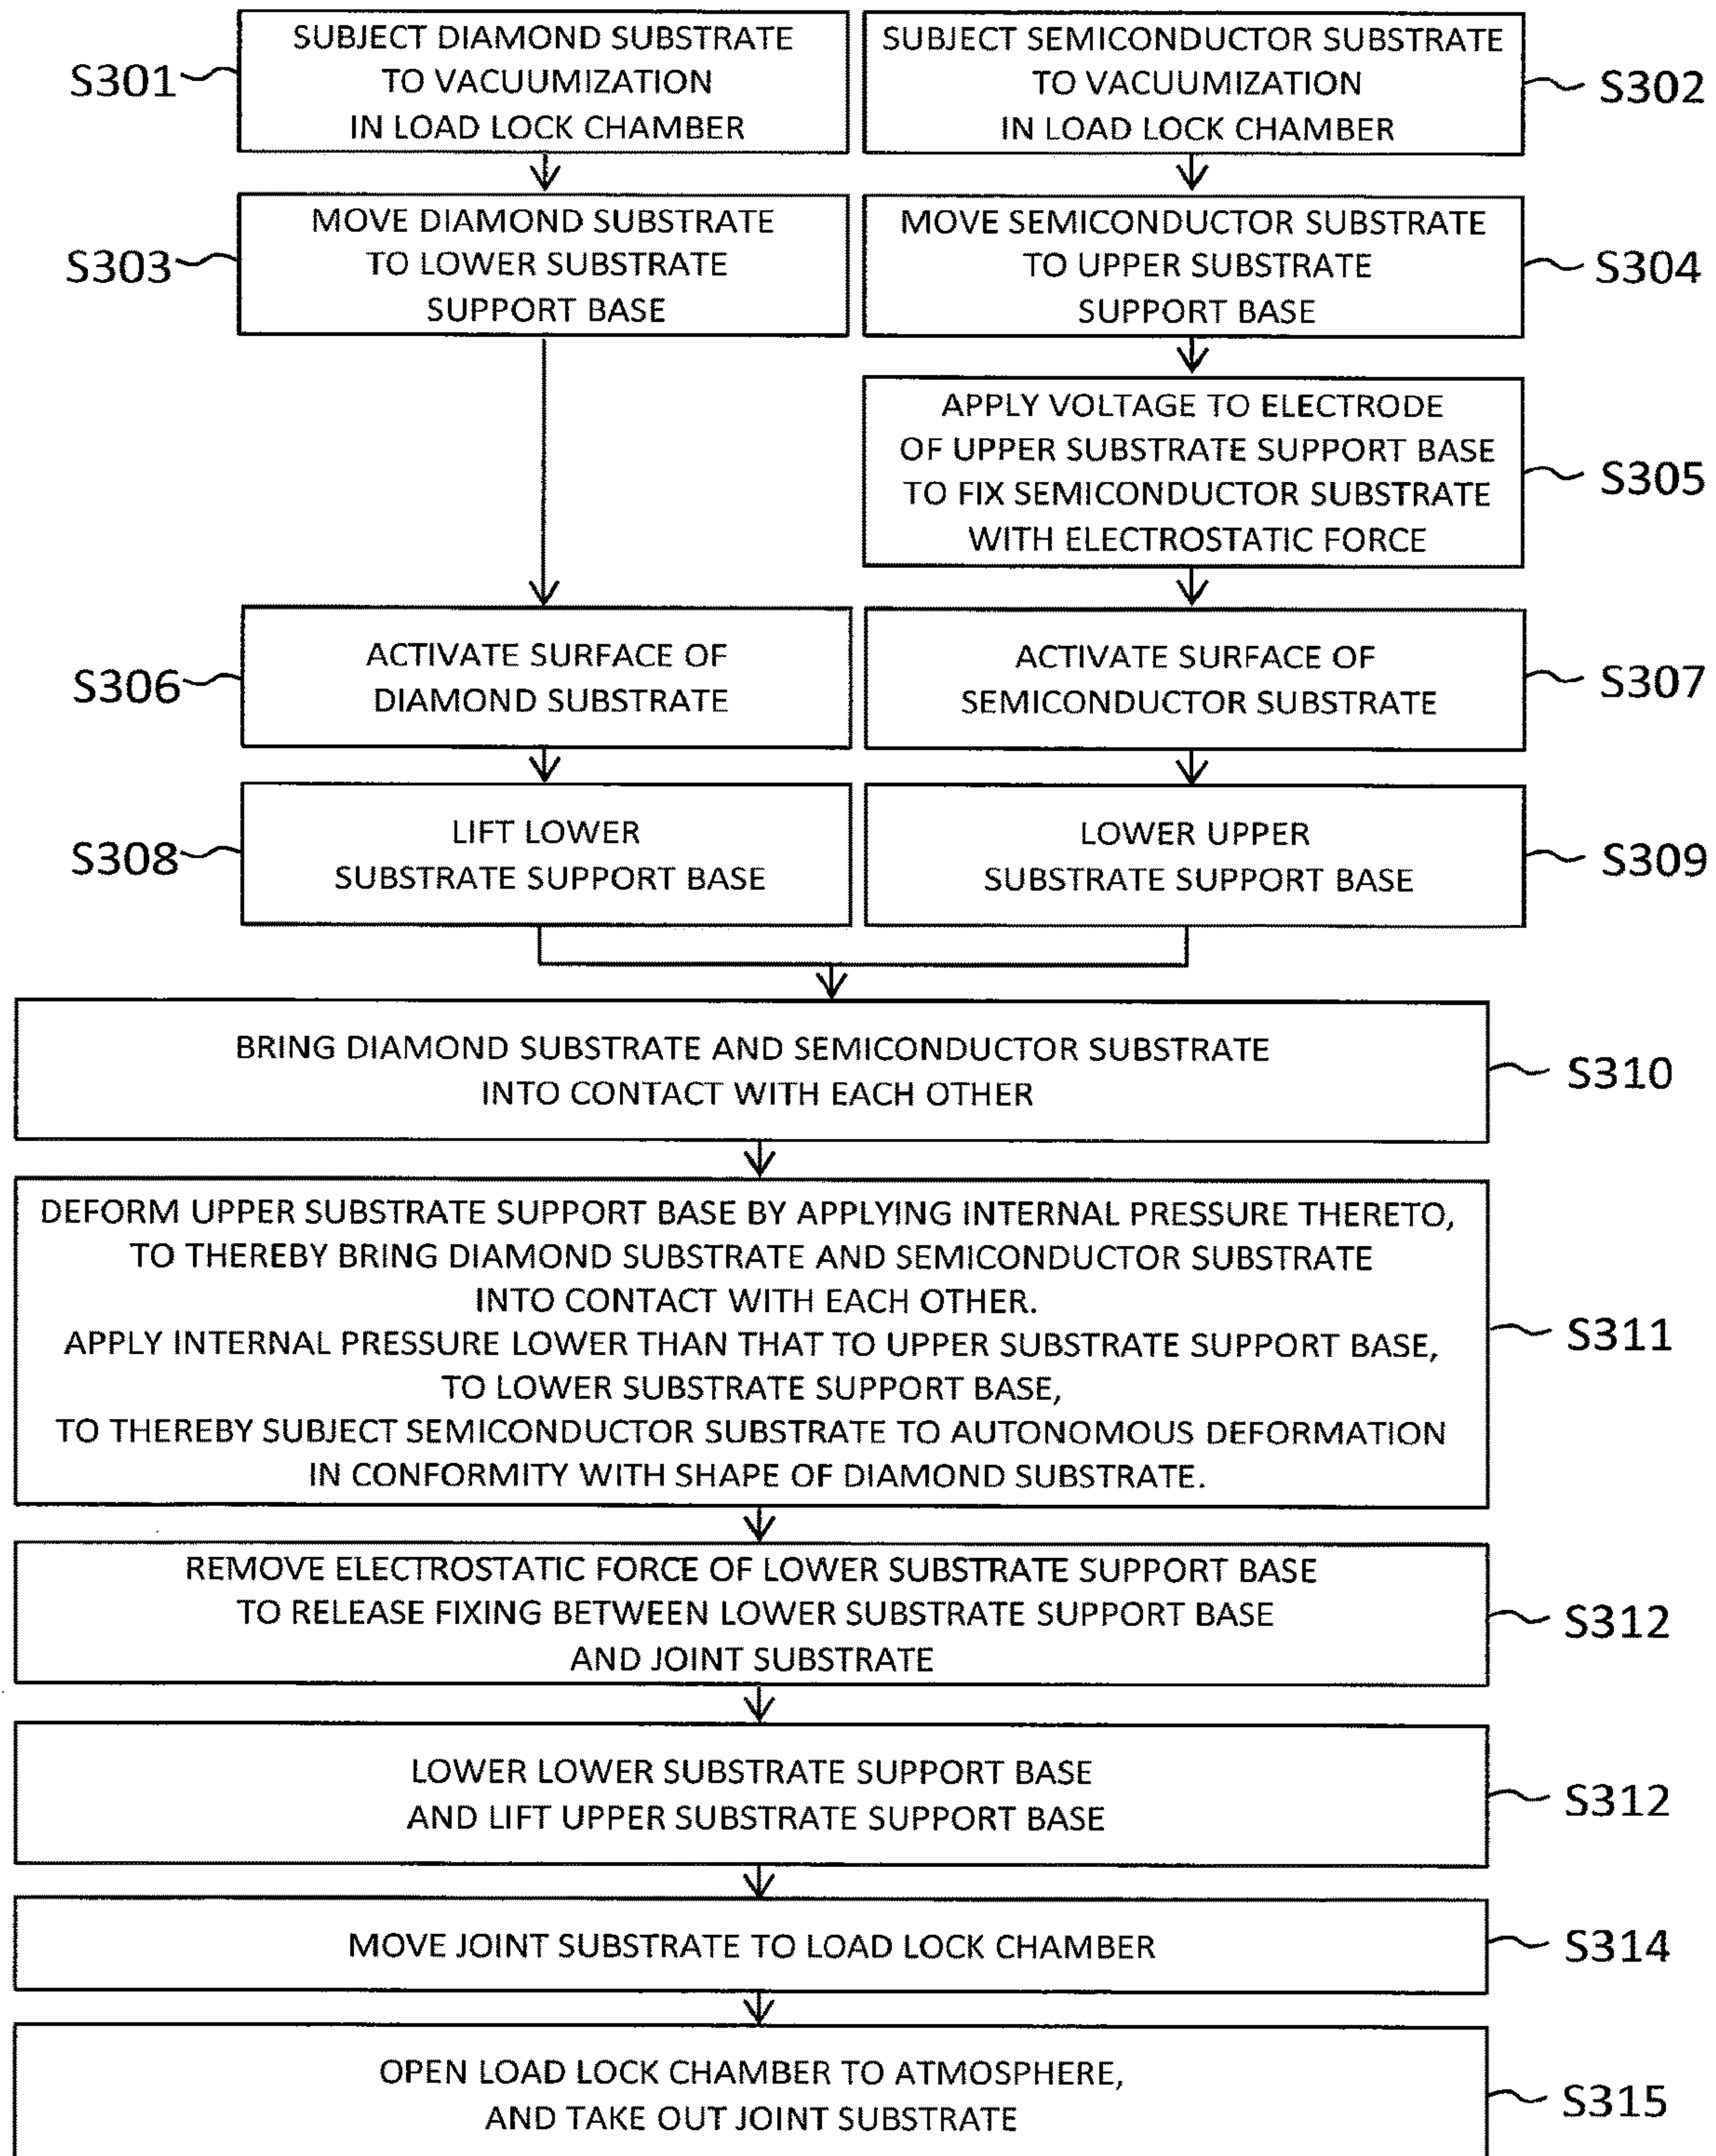 S301
SUBJECT DIAMOND SUBSTRATE
TO VACUUMIZATION
IN LOAD LOCK CHAMBER
SUBJECT SEMICONDUCTOR SUBSTRATE
TO VACUUMIZATION
IN LOAD LOCK CHAMBER
S302
S303
MOVE DIAMOND SUBSTRATE
TO LOWER SUBSTRATE
SUPPORT BASE
MOVE SEMICONDUCTOR SUBSTRATE
TO UPPER SUBSTRATE
SUPPORT BASE
S304
APPLY VOLTAGE TO ELECTRODE
OF UPPER SUBSTRATE SUPPORT BASE
TO FIX SEMICONDUCTOR SUBSTRATE
WITH ELECTROSTATIC FORCE
S305
S306
ACTIVATE SURFACE OF
DIAMOND SUBSTRATE
ACTIVATE SURFACE OF
SEMICONDUCTOR SUBSTRATE
S307
S308
LIFT LOWER
SUBSTRATE SUPPORT BASE
LOWER UPPER
SUBSTRATE SUPPORT BASE
S309
BRING DIAMOND SUBSTRATE AND SEMICONDUCTOR SUBSTRATE
INTO CONTACT WITH EACH OTHER
S310
DEFORM UPPER SUBSTRATE SUPPORT BASE BY APPLYING INTERNAL PRESSURE THERETO,
TO THEREBY BRING DIAMOND SUBSTRATE AND SEMICONDUCTOR SUBSTRATE
INTO CONTACT WITH EACH OTHER.
APPLY INTERNAL PRESSURE LOWER THAN THAT TO UPPER SUBSTRATE SUPPORT BASE,
TO LOWER SUBSTRATE SUPPORT BASE,
TO THEREBY SUBJECT SEMICONDUCTOR SUBSTRATE TO AUTONOMOUS DEFORMATION
IN CONFORMITY WITH SHAPE OF DIAMOND SUBSTRATE.
S311
REMOVE ELECTROSTATIC FORCE OF LOWER SUBSTRATE SUPPORT BASE
TO RELEASE FIXING BETWEEN LOWER SUBSTRATE SUPPORT BASE
AND JOINT SUBSTRATE
S312
LOWER LOWER SUBSTRATE SUPPORT BASE
AND LIFT UPPER SUBSTRATE SUPPORT BASE
S312
MOVE JOINT SUBSTRATE TO LOAD LOCK CHAMBER
S314
OPEN LOAD LOCK CHAMBER TO ATMOSPHERE,
AND TAKE OUT JOINT SUBSTRATE
S315